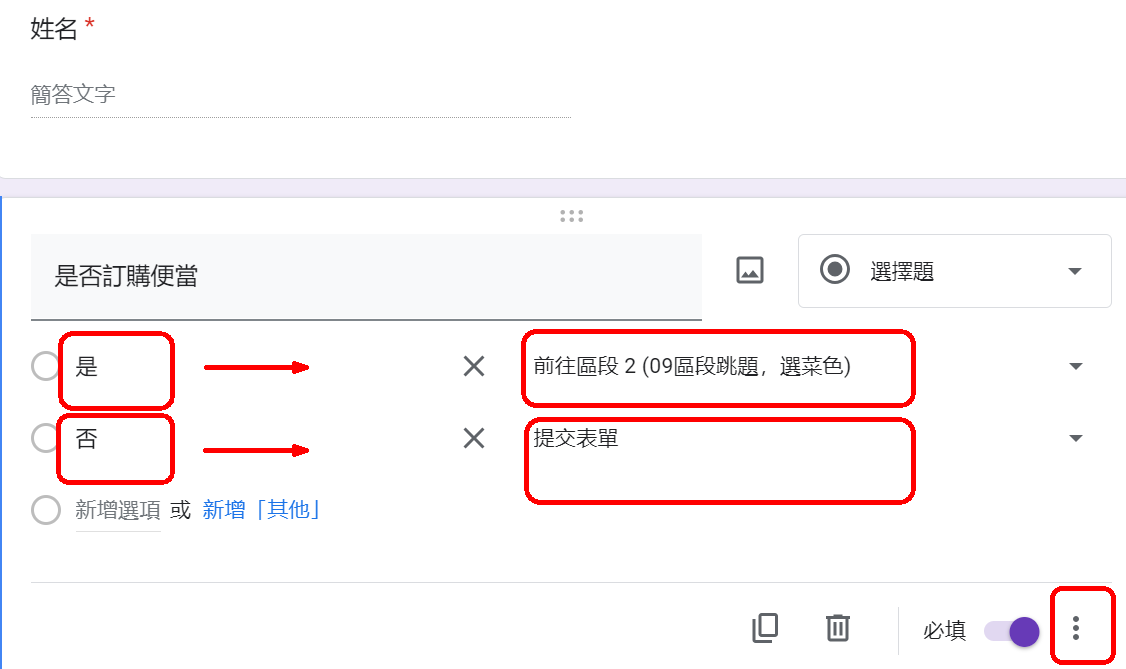 姓名 *
簡答文字
是否訂購便當
選擇題
是 前往區段 2 (09區段跳題，選菜色)
否 提交表單
新增選項 或 新增「其他」
必填